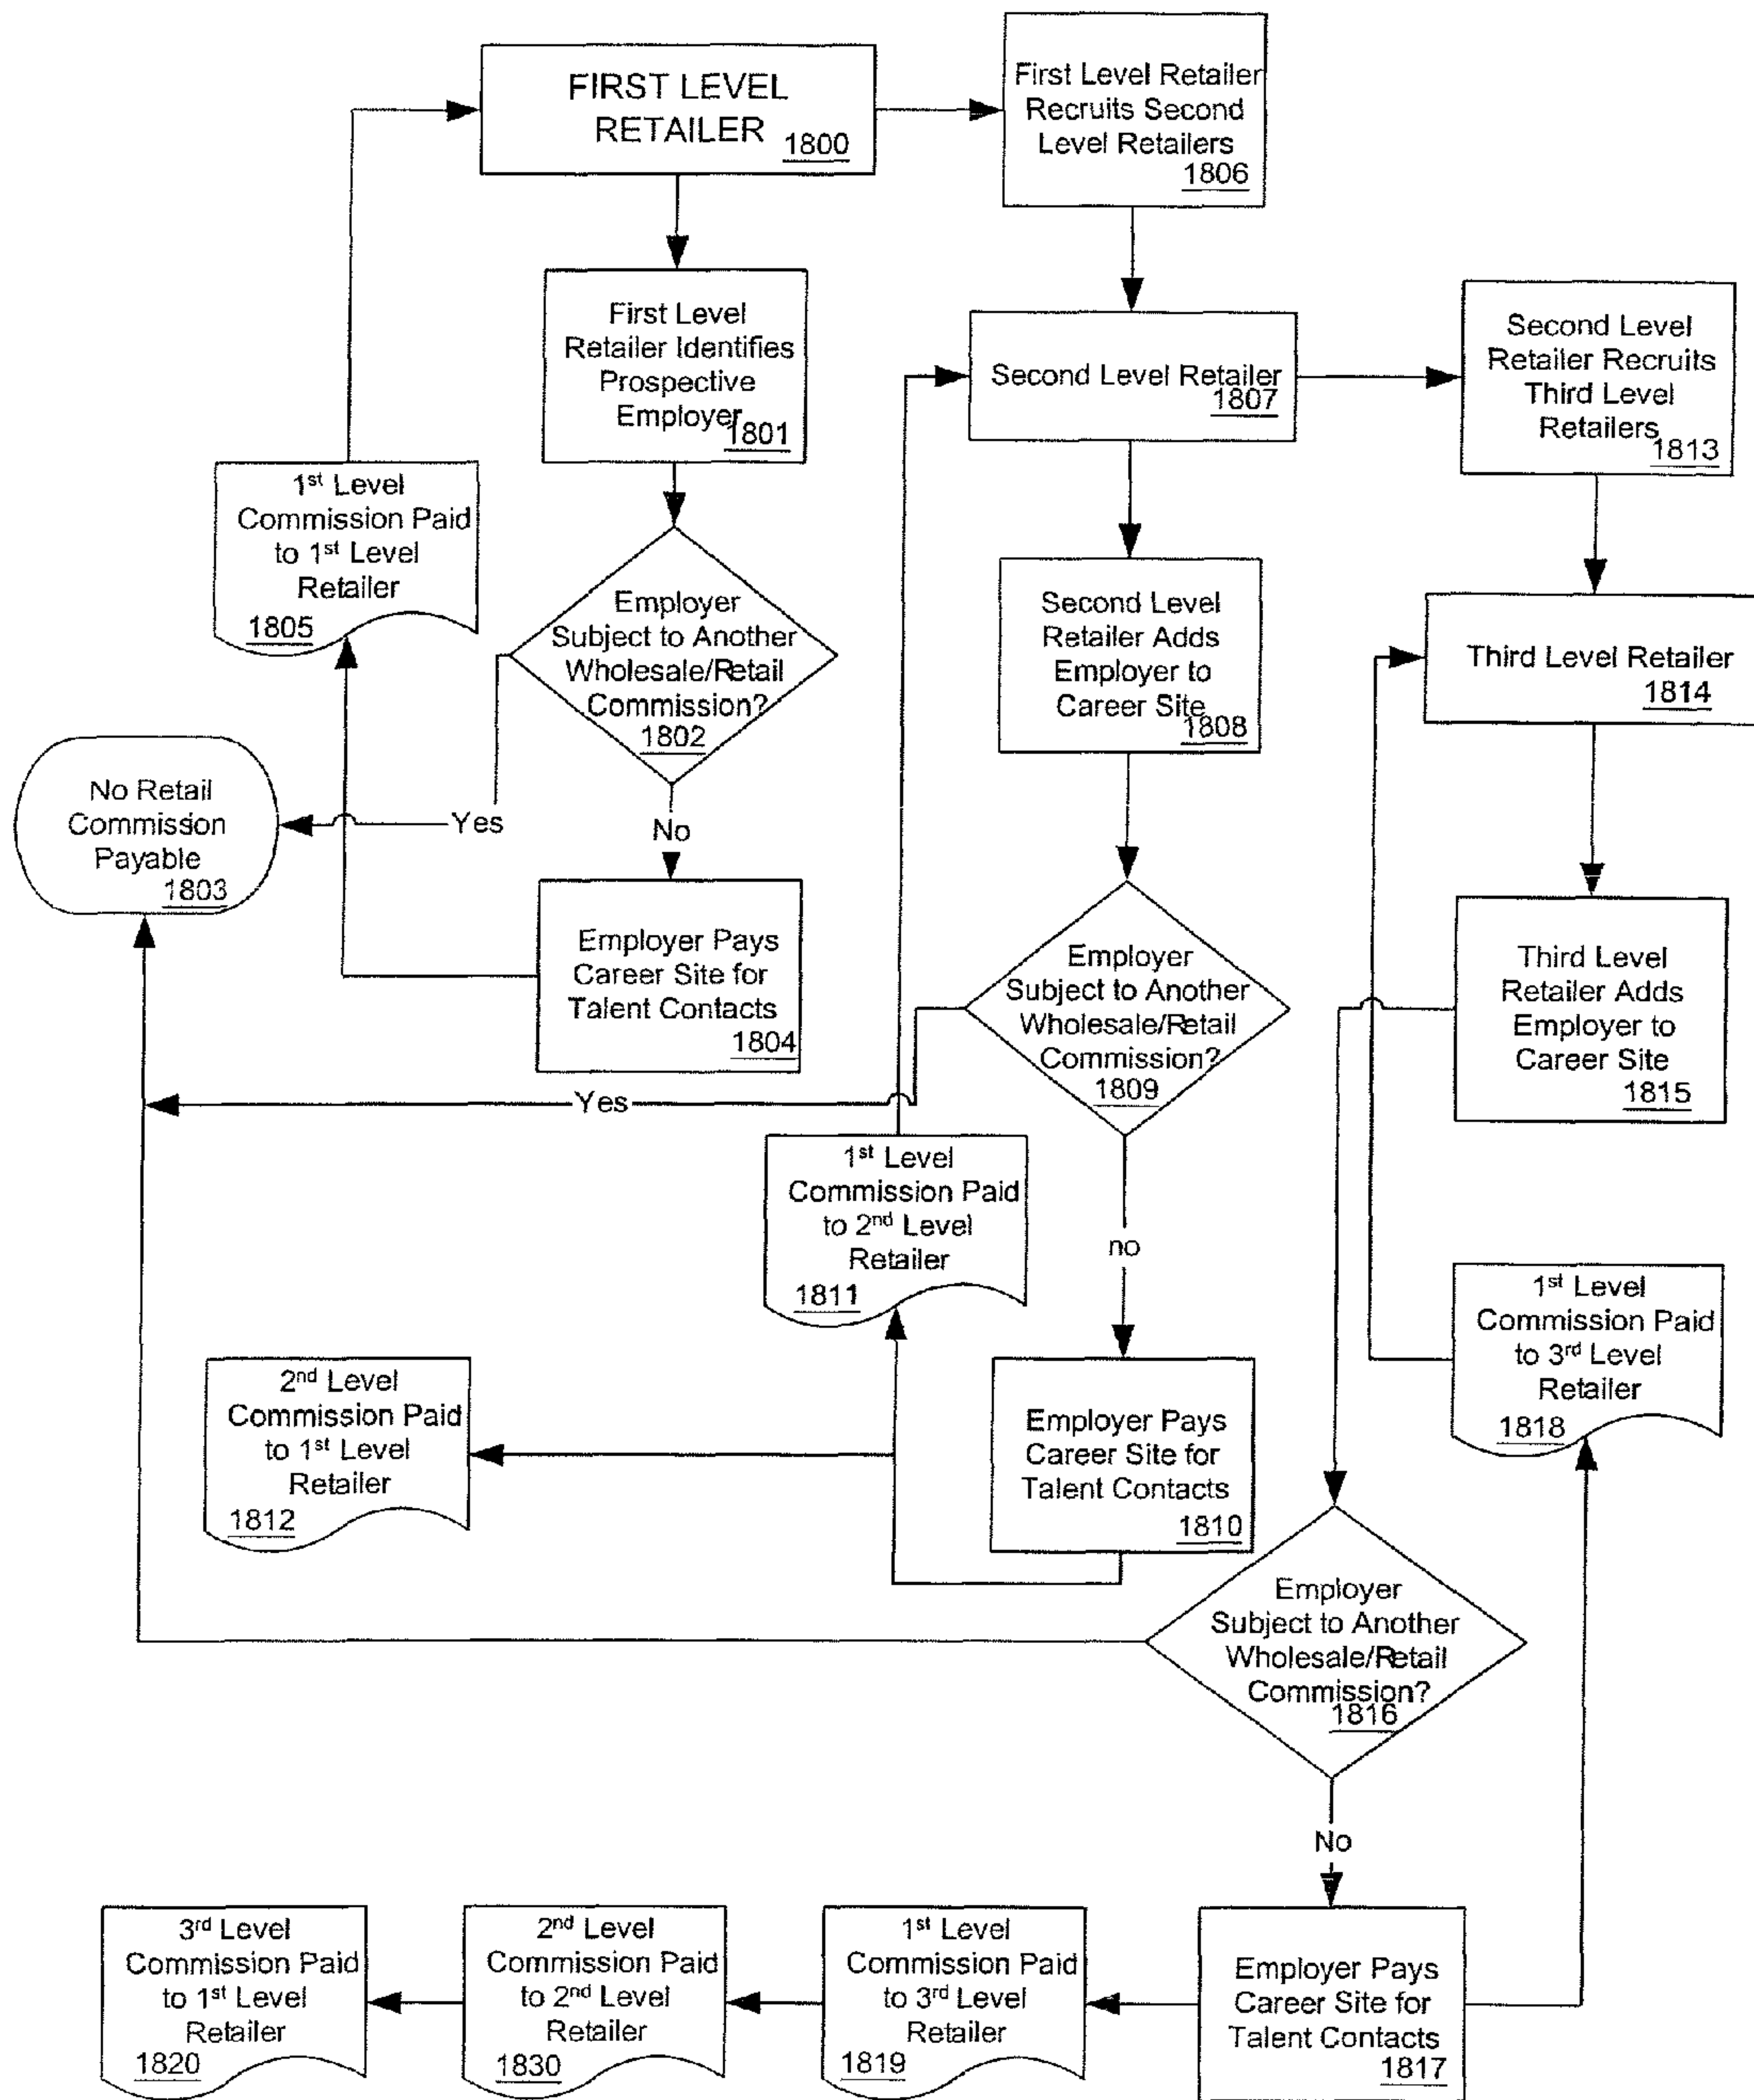 FIRST LEVEL
RETAILER
1800
First Level Retailer
Recruits Second
Level Retailers
1806
First Level
Retailer Identifies
Prospective
Employer
1801
Second Level Retailer
1807
Second Level
Retailer Recruits
Third Level
Retailers
1813
1st Level
Commission Paid
to 1st Level
Retailer
1805
Employer
Subject to Another
Wholesale/Retail
Commission?
1802
Second Level
Retailer Adds
Employer to
Career Site
1808
Third Level Retailer
1814
No Retail
Commission
Payable
1803
Yes
No
Employer Pays
Career Site for
Talent Contacts
1804
Employer
Subject to Another
Wholesale/Retail
Commission?
1809
Third Level
Retailer Adds
Employer to
Career Site
1815
Yes
1st Level
Commission Paid
to 2nd Level
Retailer
1811
no
1st Level
Commission Paid
to 3rd Level
Retailer
1818
2nd Level
Commission Paid
to 1st Level
Retailer
1812
Employer Pays
Career Site for
Talent Contacts
1810
Employer
Subject to Another
Wholesale/Retail
Commission?
1816
No
3rd Level
Commission Paid
to 1st Level
Retailer
1820
2nd Level
Commission Paid
to 2nd Level
Retailer
1830
1st Level
Commission Paid
to 3rd Level
Retailer
1819
Employer Pays
Career Site for
Talent Contacts
1817